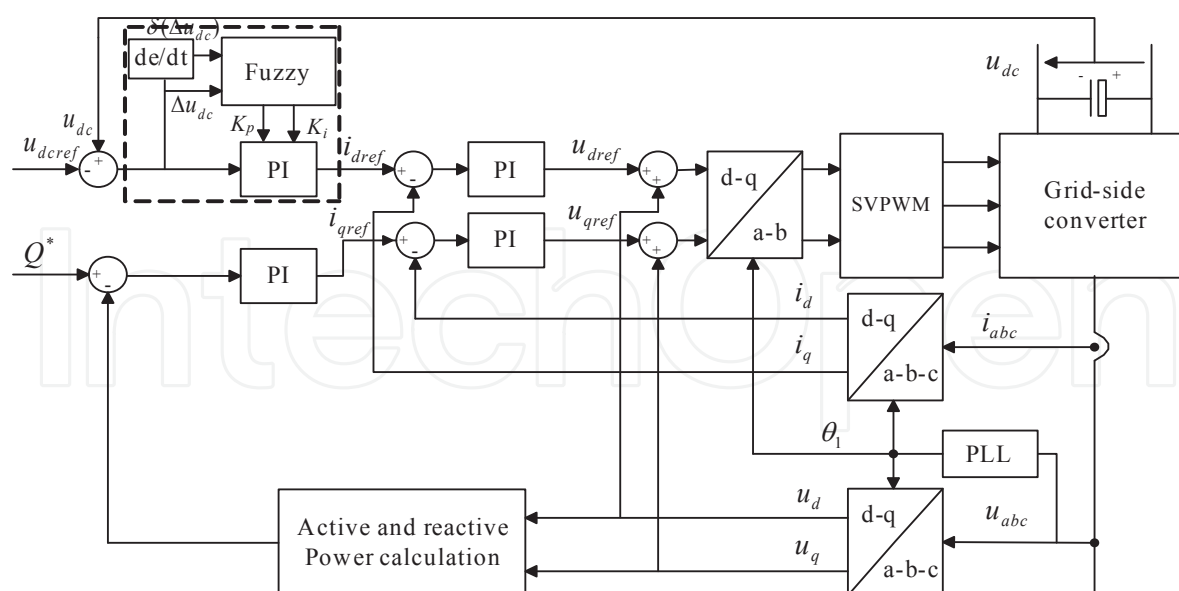 δ(Δu_dc)
de/dt
Fuzzy
u_dc
- +
u_dc
Δu_dc
K_p K_i
u_dcref
+
-
PI
i_dref
+
-
PI
u_dref
+
+
d-q
a-b
SVPWM
Grid-side
converter
i_qref
+
-
PI
u_qref
+
+
Q*
+
-
PI
i_d
d-q
a-b-c
i_abc
i_q
θ_1
PLL
Active and reactive
Power calculation
u_d
d-q
a-b-c
u_abc
u_q
IntechOpen